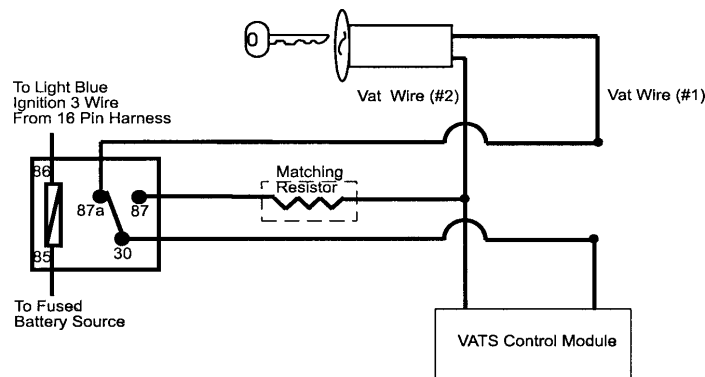 To Light Blue
Ignition 3 Wire
From 16 Pin Harness
Vat Wire (#2)
Vat Wire (#1)
86
87a
87
30
85
Matching
Resistor
To Fused
Battery Source
VATS Control Module